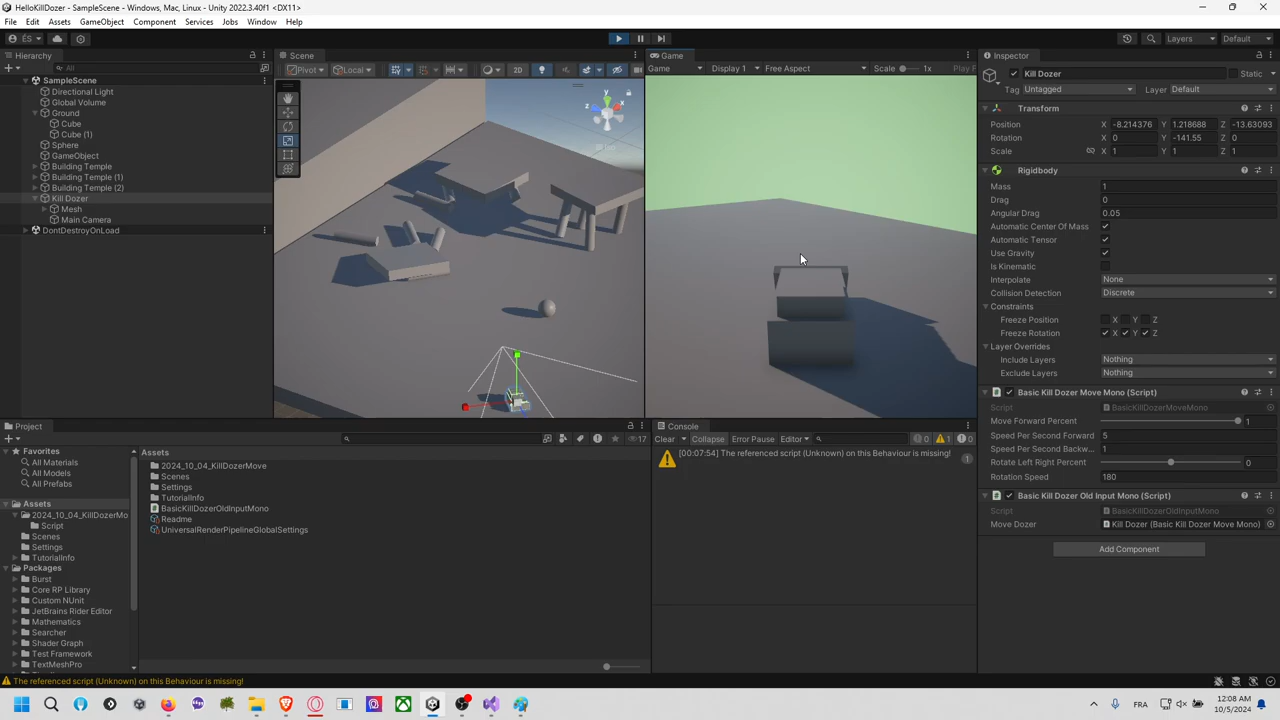 HelloKillDozer - SampleScene - Windows, Mac, Linux - Unity 2022.3.40f1 <DX11>
File Edit Assets GameObject Component Services Jobs Window Help
ÉS Layers Default
Hierarchy
All
SampleScene
Directional Light
Global Volume
Ground
Cube
Cube (1)
Sphere
GameObject
Building Temple
Building Temple (1)
Building Temple (2)
Kill Dozer
Mesh
Main Camera
DontDestroyOnLoad
Scene
Pivot Local 2D
y
x
z
Game
Game Display 1 Free Aspect Scale 1x Play F
Inspector
Kill Dozer Static
Tag Untagged Layer Default
Transform
Position X -8.214376 Y 1.218688 Z -13.63093
Rotation X 0 Y -141.55 Z 0
Scale X 1 Y 1 Z 1
Rigidbody
Mass 1
Drag 0
Angular Drag 0.05
Automatic Center Of Mass
Automatic Tensor
Use Gravity
Is Kinematic
Interpolate None
Collision Detection Discrete
Constraints
Freeze Position X Y Z
Freeze Rotation X Y Z
Layer Overrides
Include Layers Nothing
Exclude Layers Nothing
Basic Kill Dozer Move Mono (Script)
Script BasicKillDozerMoveMono
Move Forward Percent 1
Speed Per Second Forward 5
Speed Per Second Backw... 1
Rotate Left Right Percent 0
Rotation Speed 180
Basic Kill Dozer Old Input Mono (Script)
Script BasicKillDozerOldInputMono
Move Dozer Kill Dozer (Basic Kill Dozer Move Mono)
Add Component
Project
17
Favorites
All Materials
All Models
All Prefabs
Assets
2024_10_04_KillDozerMo
Script
Scenes
Settings
TutorialInfo
Packages
Burst
Core RP Library
Custom NUnit
JetBrains Rider Editor
Mathematics
Searcher
Shader Graph
Test Framework
TextMeshPro
Assets
2024_10_04_KillDozerMove
Scenes
Settings
TutorialInfo
BasicKillDozerOldInputMono
Readme
UniversalRenderPipelineGlobalSettings
Console
Clear Collapse Error Pause Editor 0 1 0
[00:07:54] The referenced script (Unknown) on this Behaviour is missing! 1
The referenced script (Unknown) on this Behaviour is missing!
FR 12:08 AM
10/5/2024